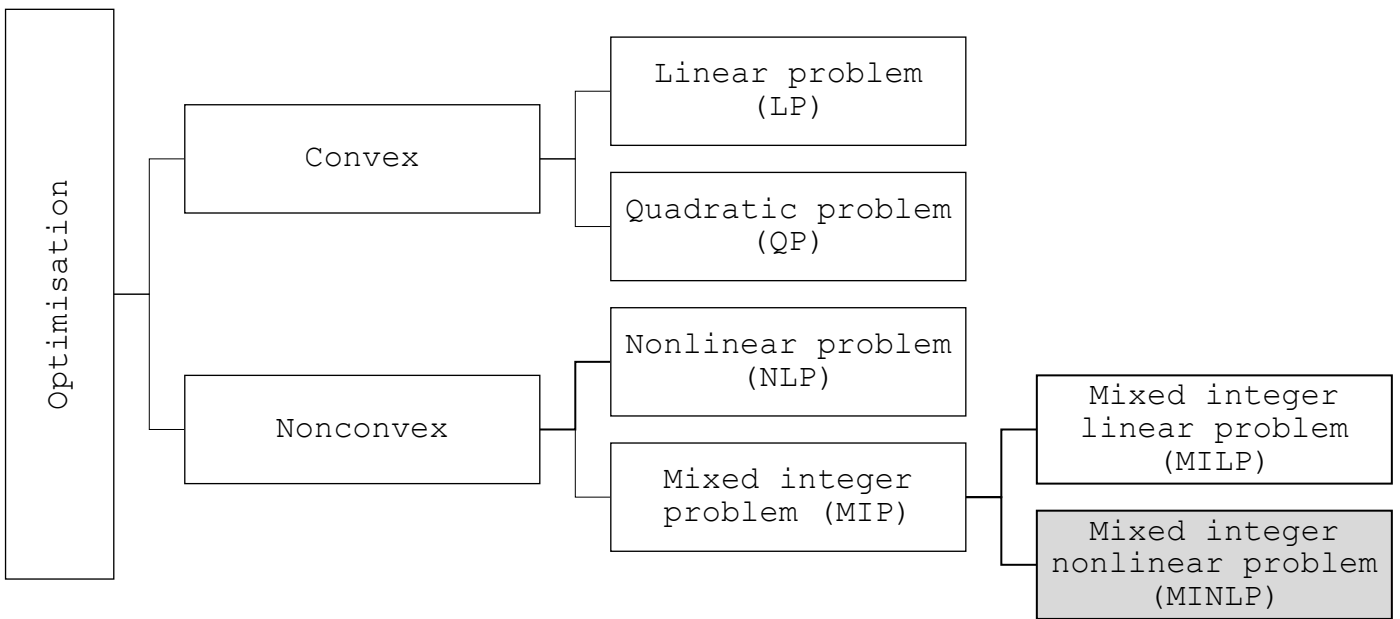 Optimisation
Convex
Linear problem
(LP)
Quadratic problem
(QP)
Nonconvex
Nonlinear problem
(NLP)
Mixed integer
problem (MIP)
Mixed integer
linear problem
(MILP)
Mixed integer
nonlinear problem
(MINLP)